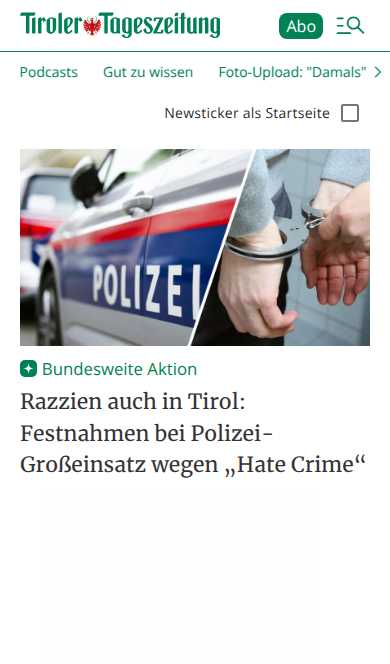 Tiroler Tageszeitung
Abo
Podcasts Gut zu wissen Foto-Upload: "Damals"
Newsticker als Startseite
POLIZEI
Bundesweite Aktion
Razzien auch in Tirol:
Festnahmen bei Polizei-
Großeinsatz wegen „Hate Crime“